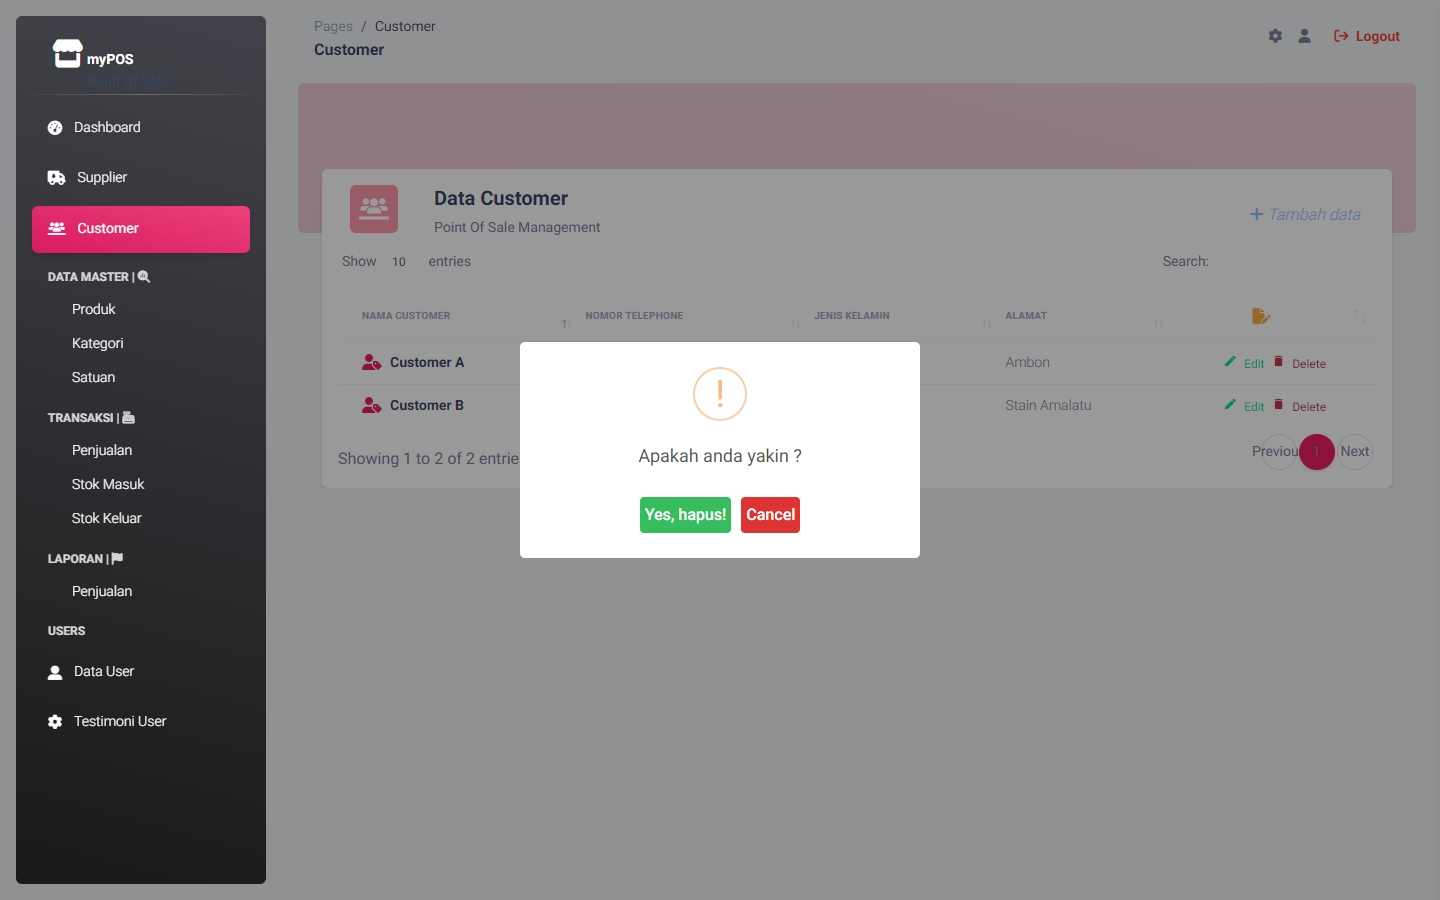 myPOS
Point Of Sale
Dashboard
Supplier
Customer
DATA MASTER |
Produk
Kategori
Satuan
TRANSAKSI |
Penjualan
Stok Masuk
Stok Keluar
LAPORAN |
Penjualan
USERS
Data User
Testimoni User
Pages / Customer
Customer
Logout
Data Customer
Point Of Sale Management
+ Tambah data
Show 10 entries
Search:
NAMA CUSTOMER NOMOR TELEPHONE JENIS KELAMIN ALAMAT
Customer A Ambon Edit Delete
Customer B Stain Amalatu Edit Delete
Showing 1 to 2 of 2 entrie
Previou 1 Next
!
Apakah anda yakin ?
Yes, hapus! Cancel